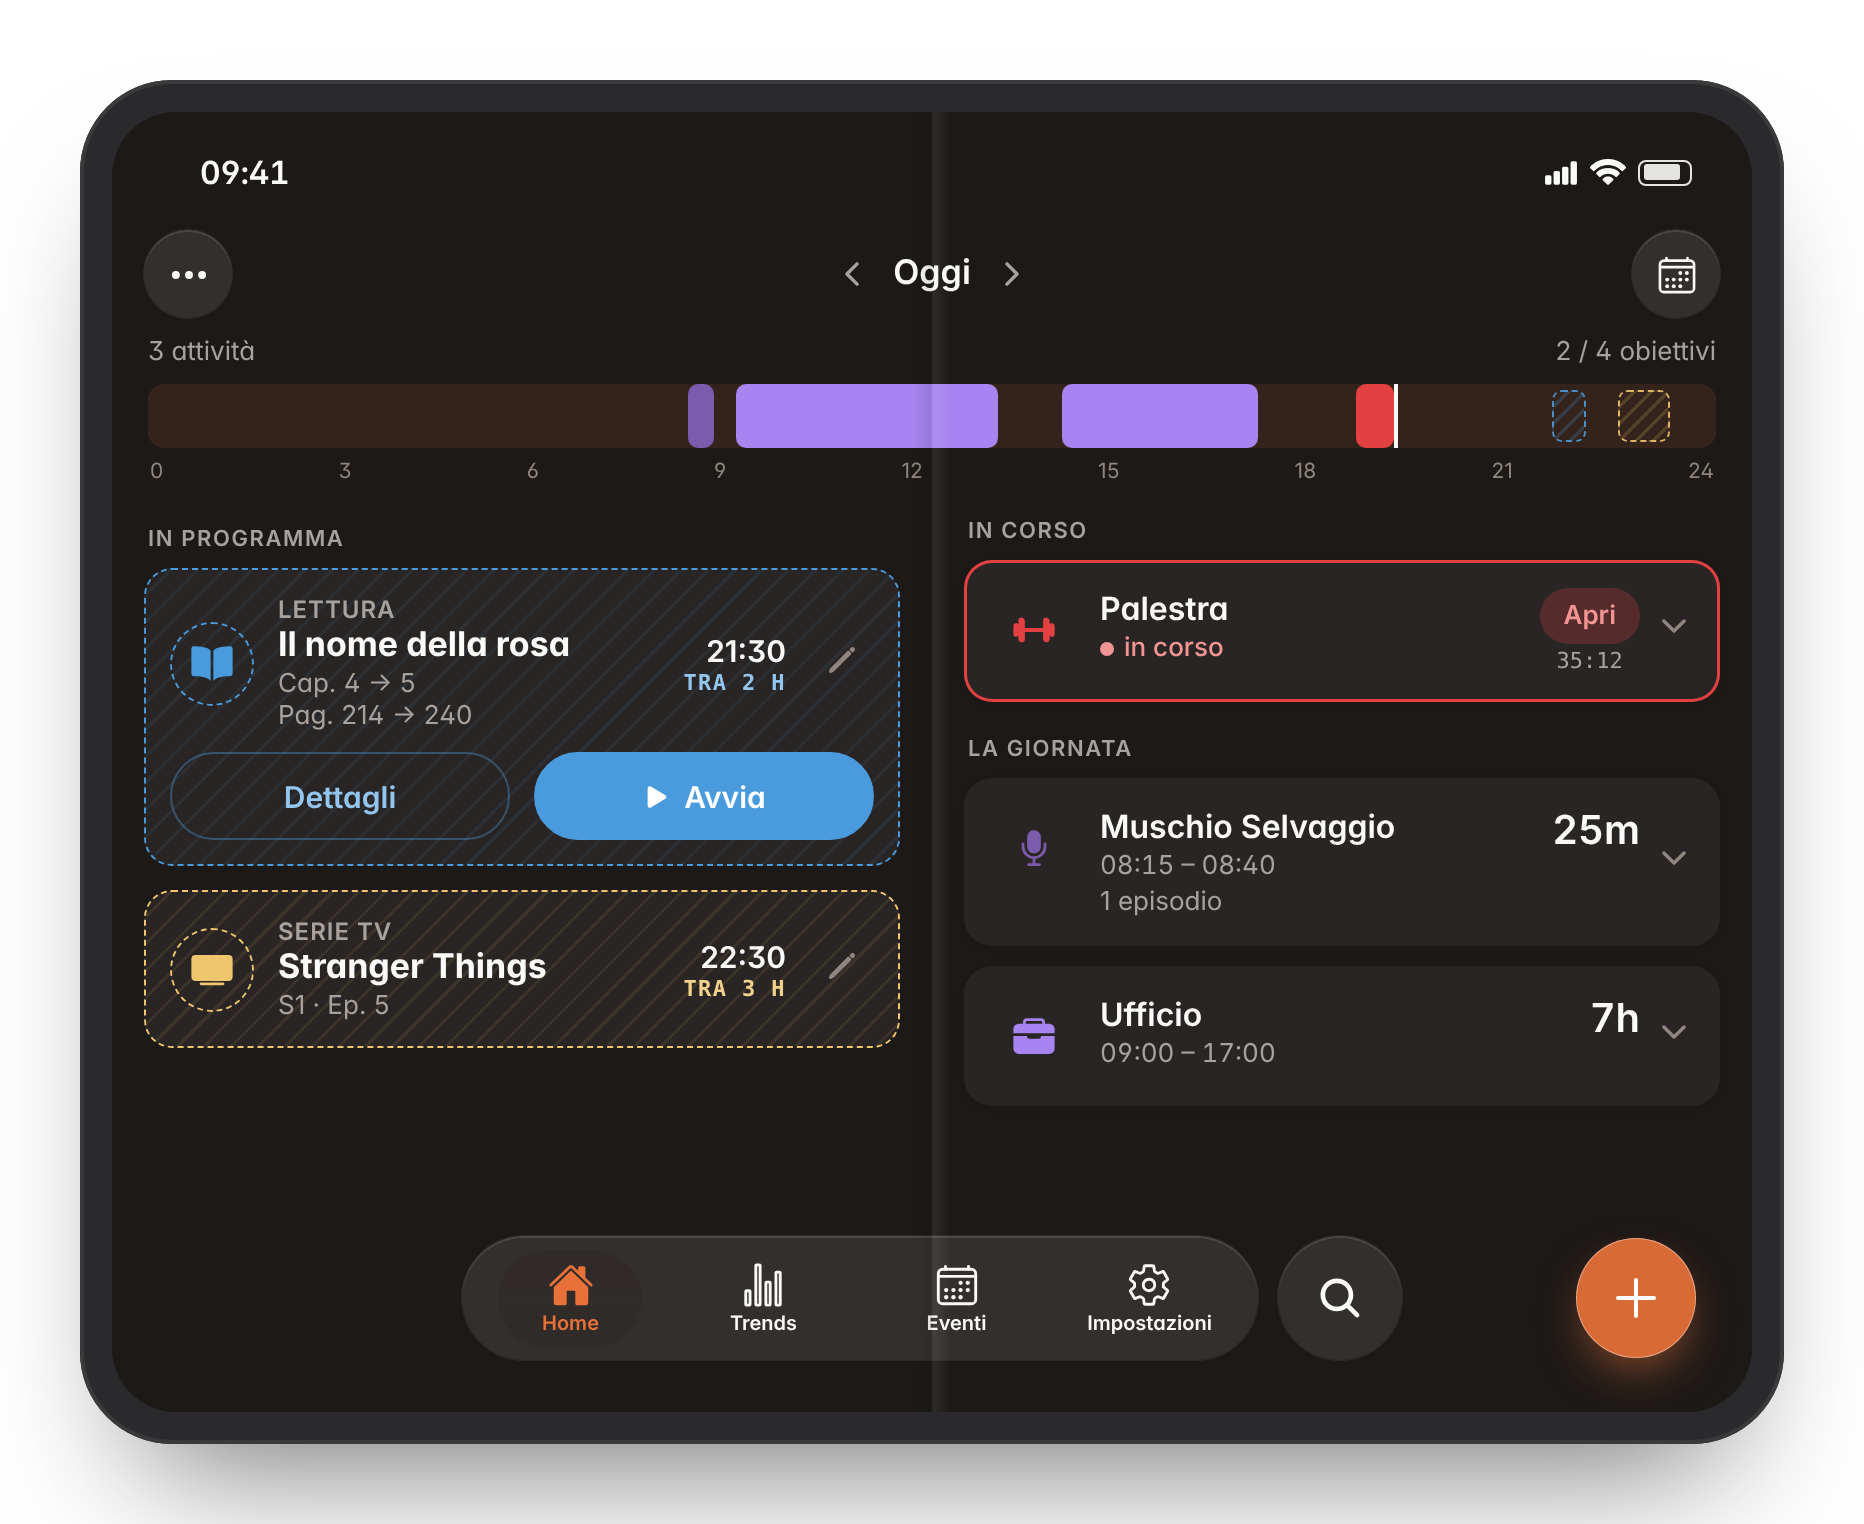 09:41
Oggi
3 attività
2 / 4 obiettivi
0 3 6 9 12 15 18 21 24
IN PROGRAMMA
LETTURA
Il nome della rosa
Cap. 4 → 5
Pag. 214 → 240
21:30
TRA 2 H
Dettagli
Avvia
SERIE TV
Stranger Things
S1 · Ep. 5
22:30
TRA 3 H
IN CORSO
Palestra
in corso
Apri
35:12
LA GIORNATA
Muschio Selvaggio
08:15 – 08:40
1 episodio
25m
Ufficio
09:00 – 17:00
7h
Home
Trends
Eventi
Impostazioni